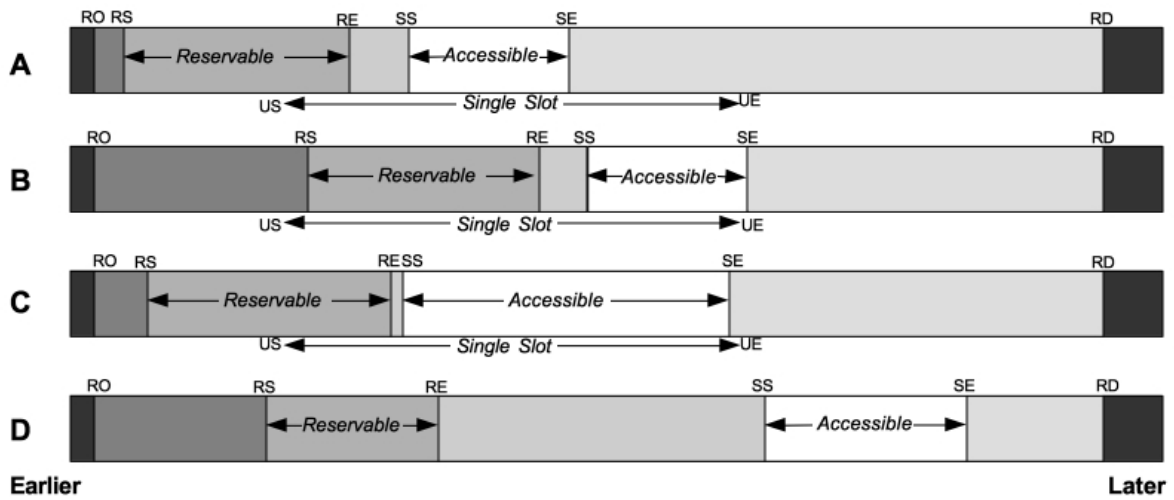 RO RS RE SS SE RD
A Reservable Accessible
US Single Slot UE
RO RS RE SS SE RD
B Reservable Accessible
US Single Slot UE
RO RS RE SS SE RD
C Reservable Accessible
US Single Slot UE
RO RS RE SS SE RD
D Reservable Accessible
Earlier Later